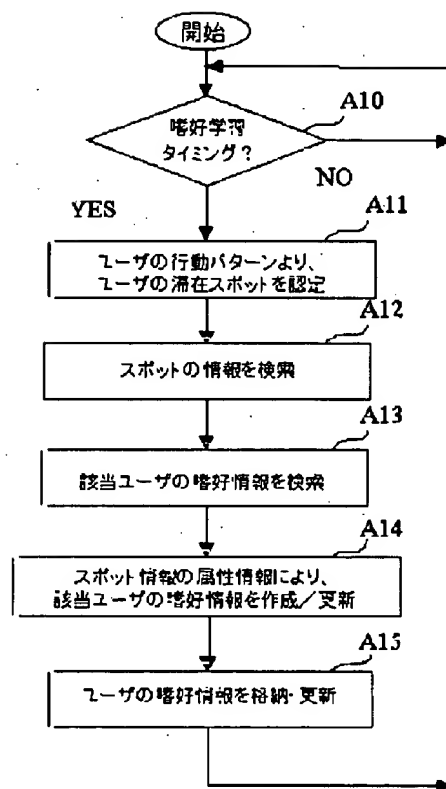 開始
A10
嗜好学習
タイミング?
NO
YES
A11
ユーザの行動パターンより、
ユーザの滞在スポットを認定
A12
スポットの情報を検索
A13
該当ユーザの嗜好情報を検索
A14
スポット情報の属性情報により、
該当ユーザの嗜好情報を作成／更新
A15
ユーザの嗜好情報を格納・更新